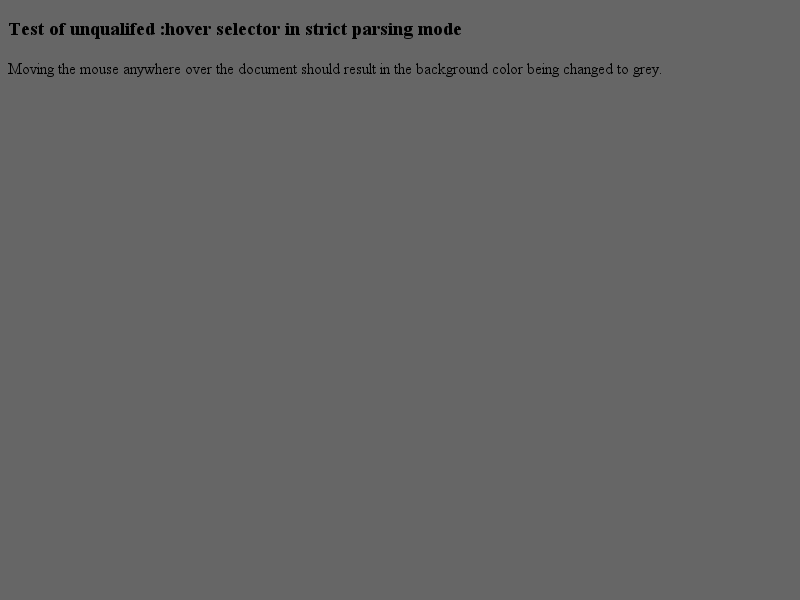 Test of unqualifed :hover selector in strict parsing mode
Moving the mouse anywhere over the document should result in the background color being changed to grey.